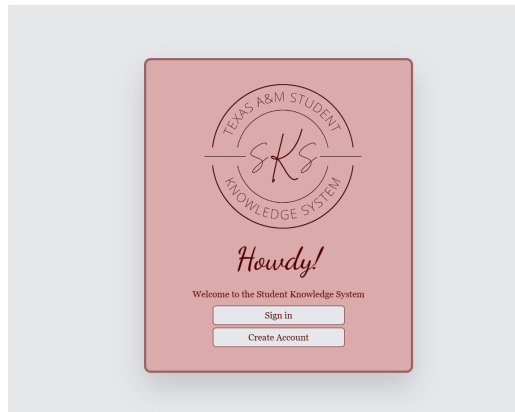 TEXAS A&M STUDENT
SKS
KNOWLEDGE SYSTEM
Howdy!
Welcome to the Student Knowledge System
Sign in
Create Account